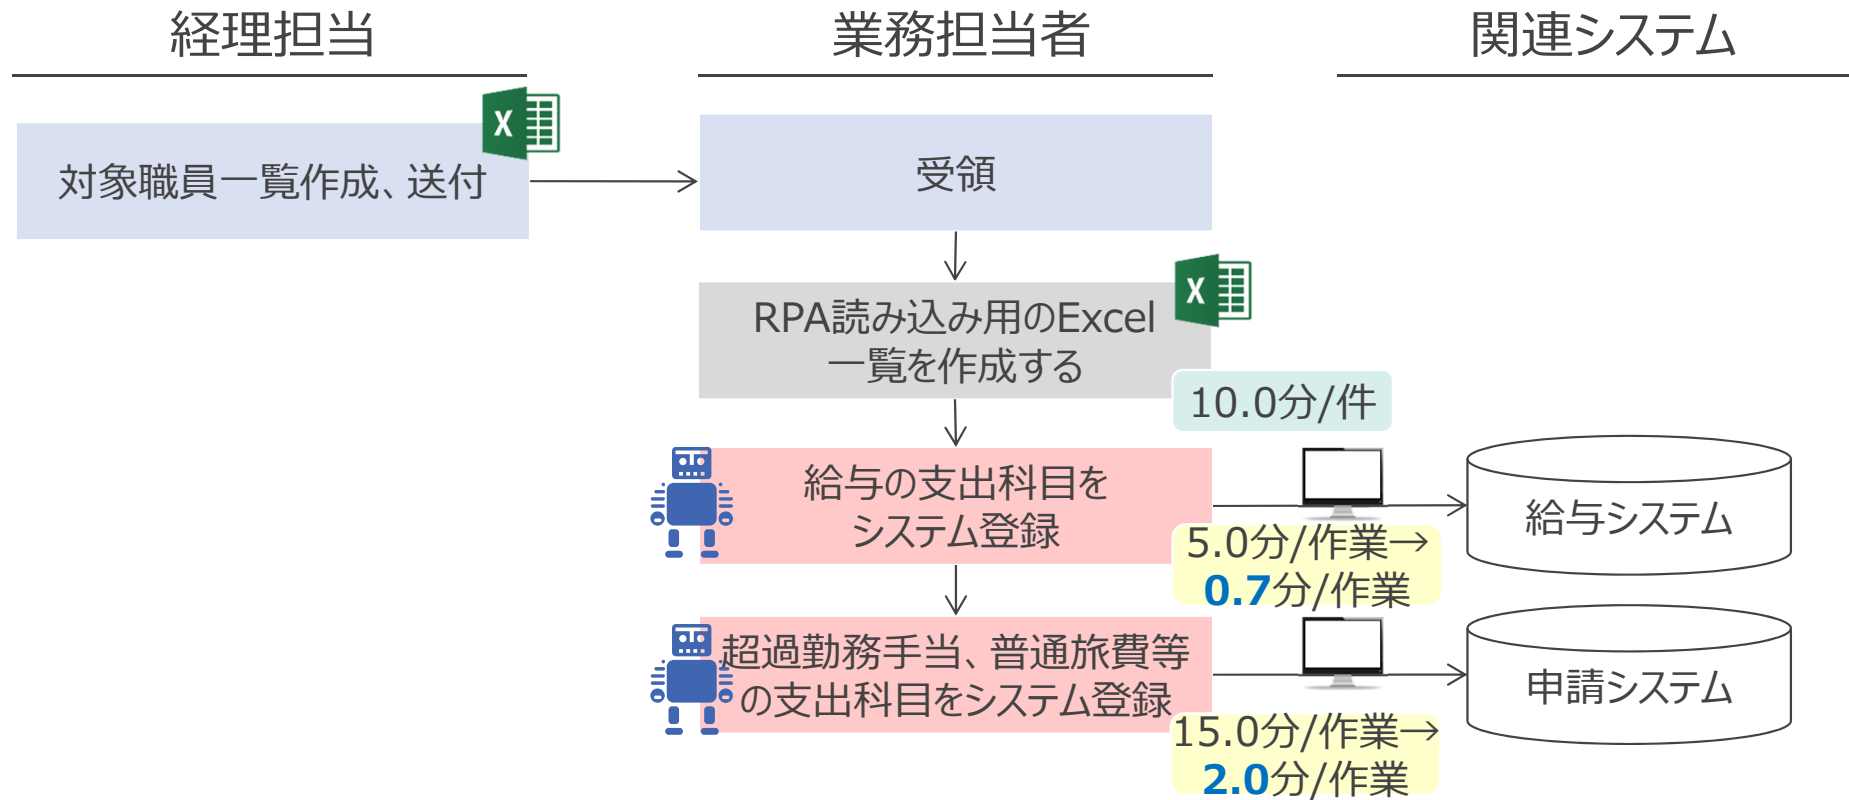 経理担当
業務担当者
関連システム
X
対象職員一覧作成、送付
受領
X
RPA読み込み用のExcel
一覧を作成する
10.0分/件
給与の支出科目を
システム登録
5.0分/作業→
0.7分/作業
給与システム
超過勤務手当、普通旅費等
の支出科目をシステム登録
15.0分/作業→
2.0分/作業
申請システム